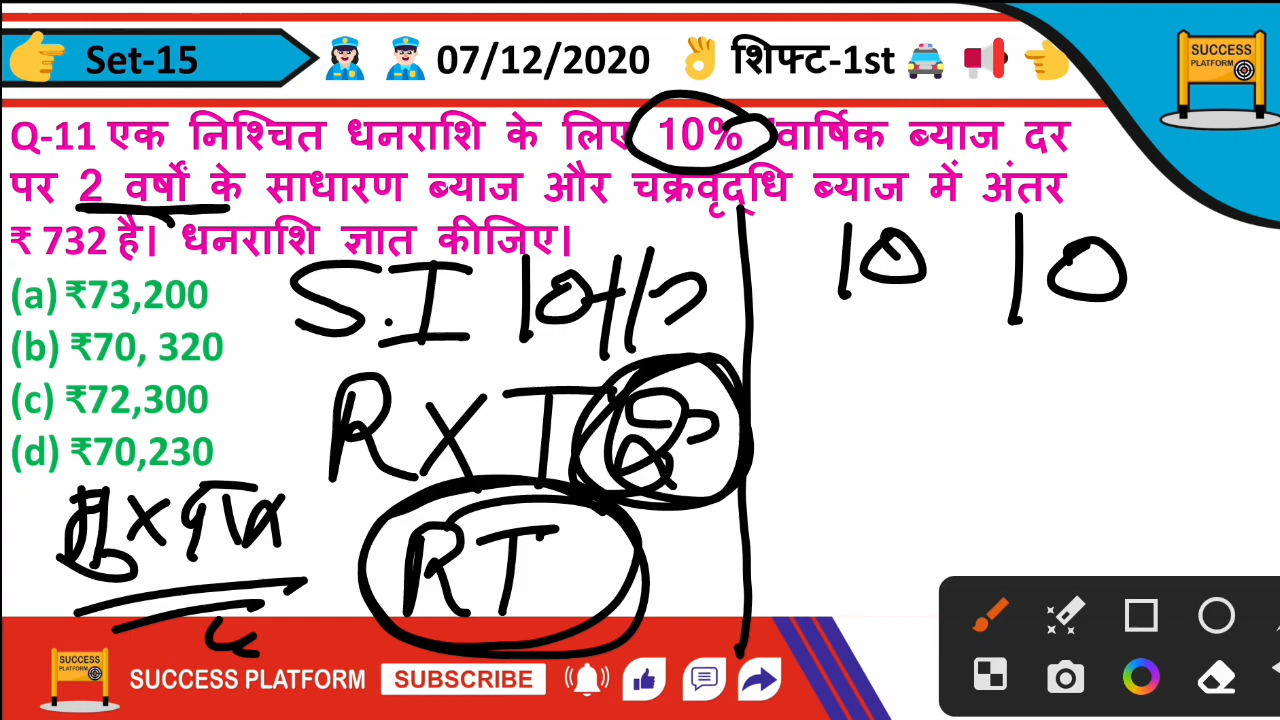 Set-15 07/12/2020 शिफ्ट-1st
SUCCESS
PLATFORM
Q-11 एक निश्चित धनराशि के लिए 10% वार्षिक ब्याज दर
पर 2 वर्षों के साधारण ब्याज और चक्रवृद्धि ब्याज में अंतर
₹ 732 है। धनराशि ज्ञात कीजिए।
(a) ₹73,200
(b) ₹70, 320
(c) ₹72,300
(d) ₹70,230
S.I
10 10
R X T
RT
SUCCESS
PLATFORM
SUCCESS PLATFORM SUBSCRIBE